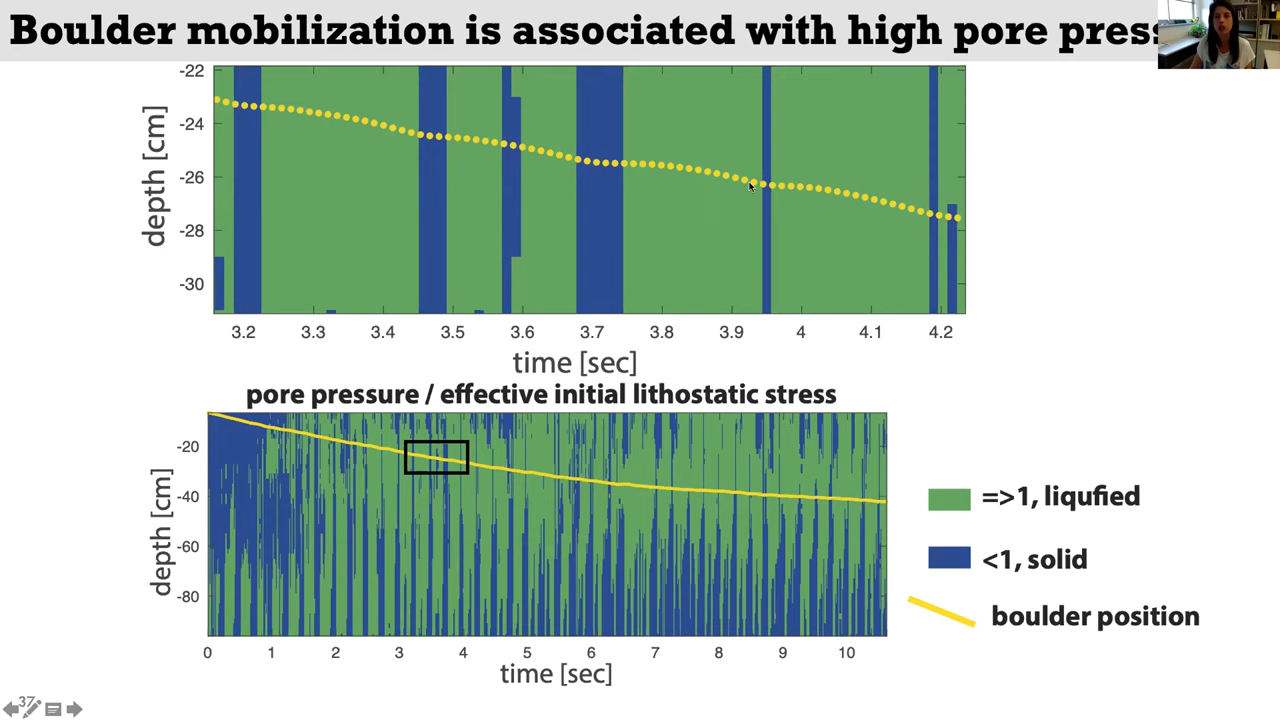 Boulder mobilization is associated with high pore press
-22
-24
-26
-28
-30
depth [cm]
3.2 3.3 3.4 3.5 3.6 3.7 3.8 3.9 4 4.1 4.2
time [sec]
pore pressure / effective initial lithostatic stress
-20
-40
-60
-80
depth [cm]
0 1 2 3 4 5 6 7 8 9 10
time [sec]
=>1, liqufied
<1, solid
boulder position
37